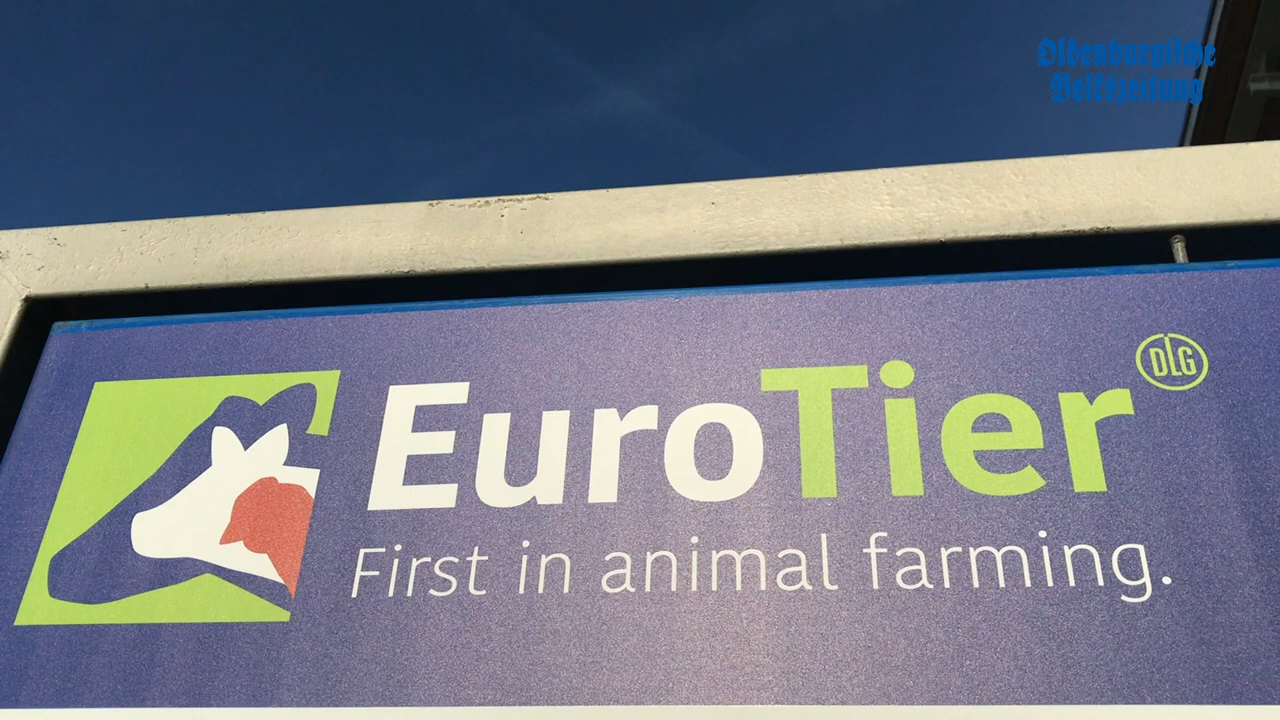 Oldenburgische
Volkszeitung
EuroTier
DLG
First in animal farming.